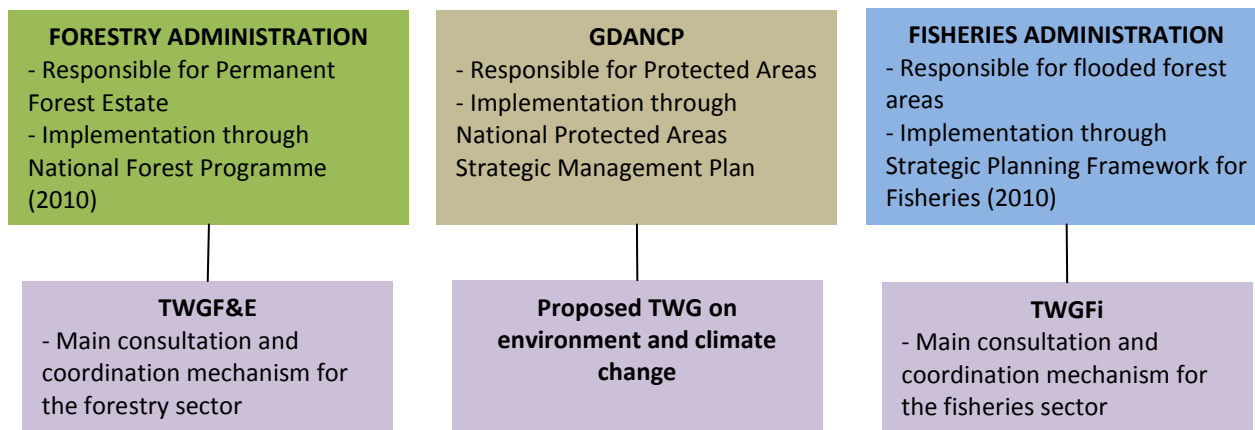 FORESTRY ADMINISTRATION
- Responsible for Permanent
Forest Estate
- Implementation through
National Forest Programme
(2010)
GDANCP
- Responsible for Protected Areas
- Implementation through
National Protected Areas
Strategic Management Plan
FISHERIES ADMINISTRATION
- Responsible for flooded forest
areas
- Implementation through
Strategic Planning Framework for
Fisheries (2010)
TWGF&E
- Main consultation and
coordination mechanism for
the forestry sector
Proposed TWG on
environment and climate
change
TWGFi
- Main consultation and
coordination mechanism for
the fisheries sector